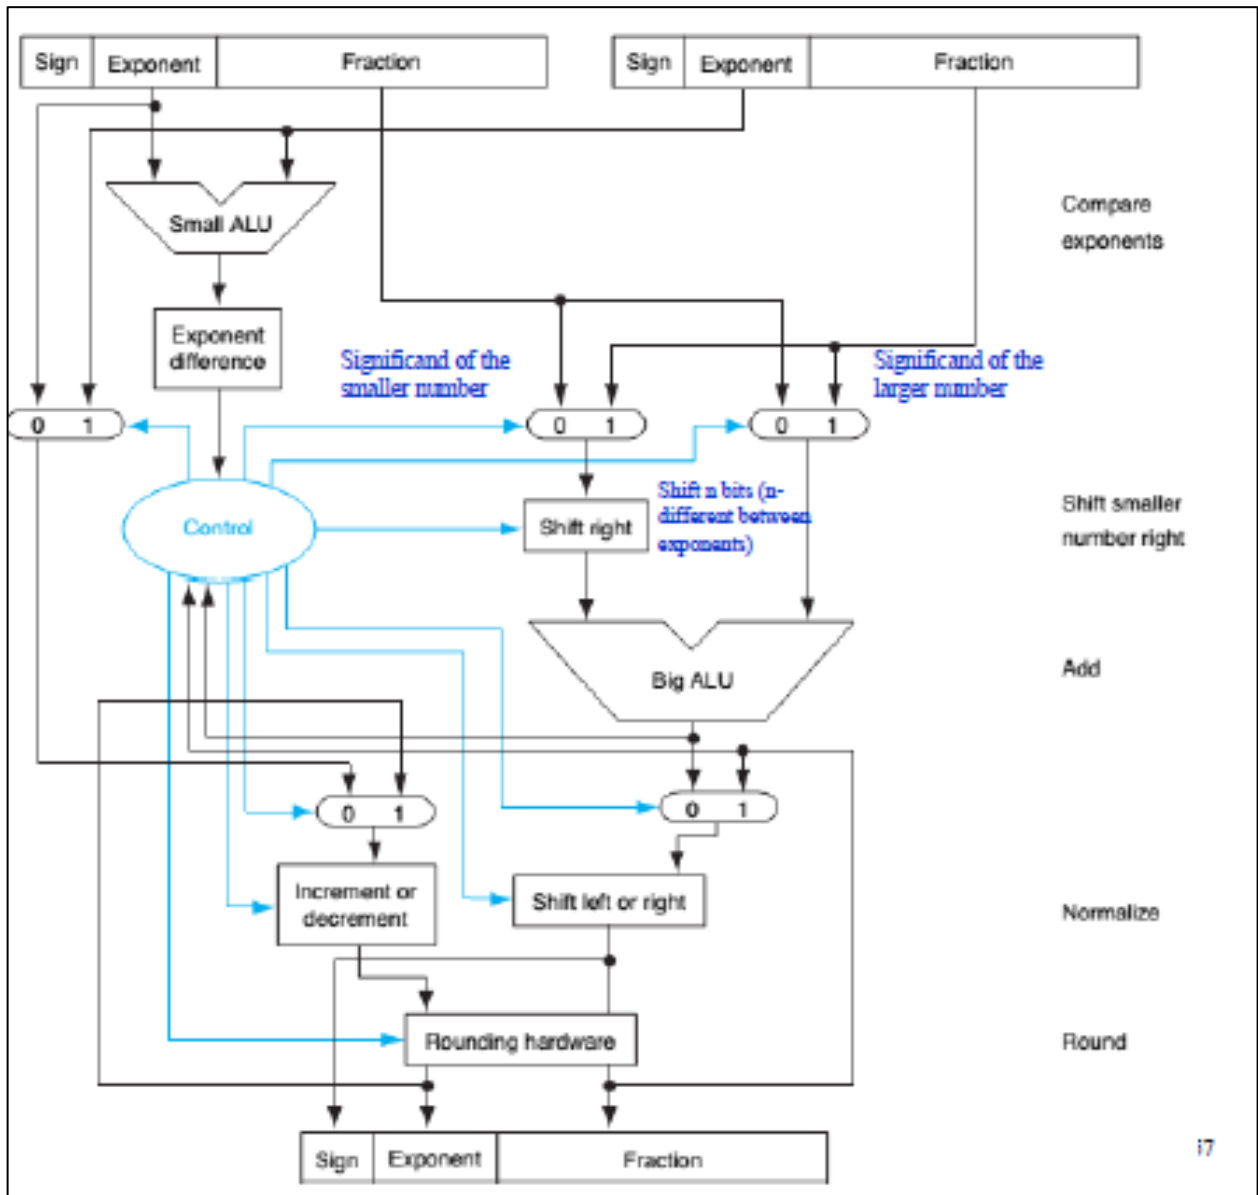 Sign Exponent Fraction
Sign Exponent Fraction
Small ALU
Compare
exponents
Exponent
difference
Significand of the
smaller number
Significand of the
larger number
0 1
0 1
0 1
Control
Shift right
Shift n bits (n-
different between
exponents)
Shift smaller
number right
Big ALU
Add
0 1
0 1
Increment or
decrement
Shift left or right
Normalize
Rounding hardware
Round
Sign Exponent Fraction